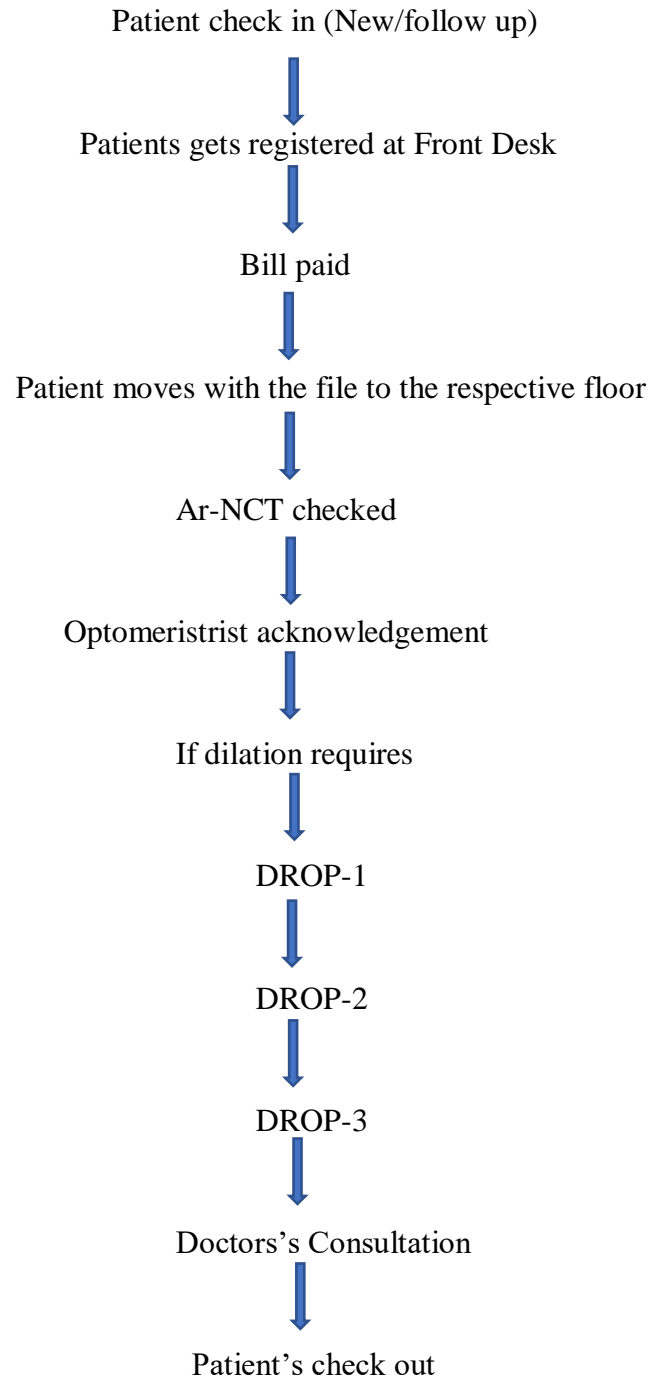 Patient check in (New/follow up)
Patients gets registered at Front Desk
Bill paid
Patient moves with the file to the respective floor
Ar-NCT checked
Optomeristrist acknowledgement
If dilation requires
DROP-1
DROP-2
DROP-3
Doctors’s Consultation
Patient’s check out